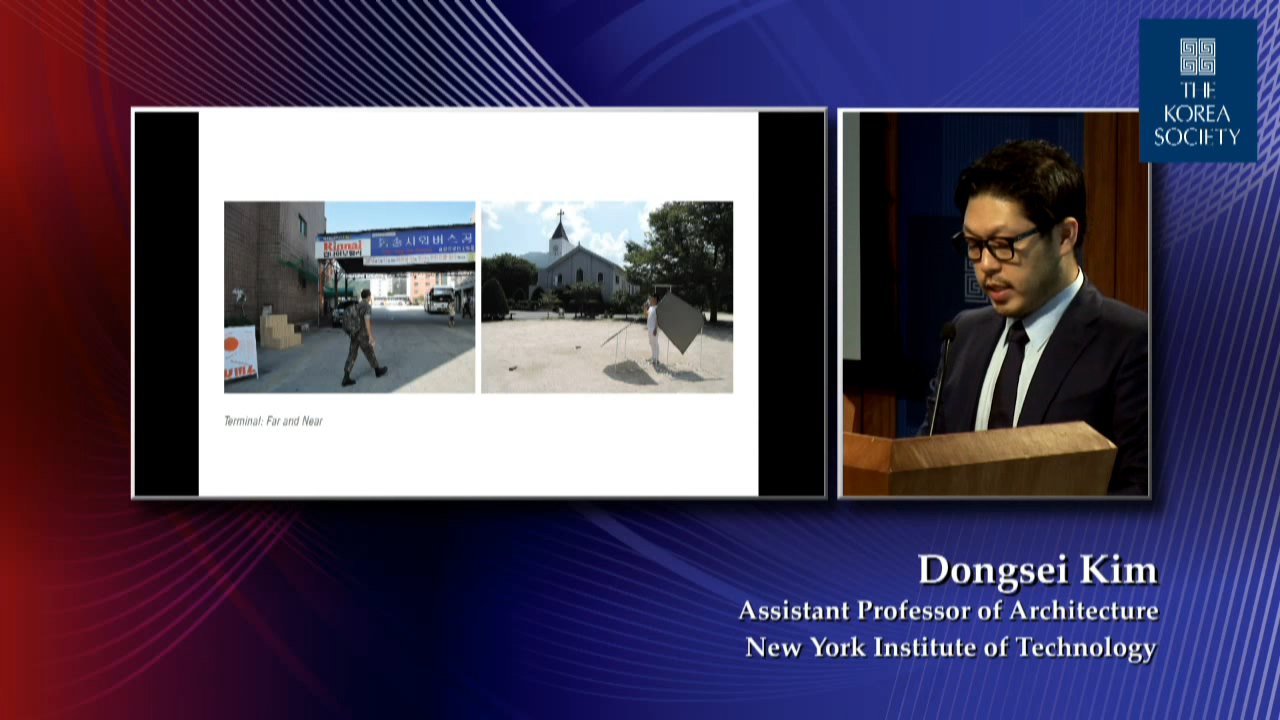 THE
KOREA
SOCIETY
Rinnai
Terminal: Far and Near
Dongsei Kim
Assistant Professor of Architecture
New York Institute of Technology